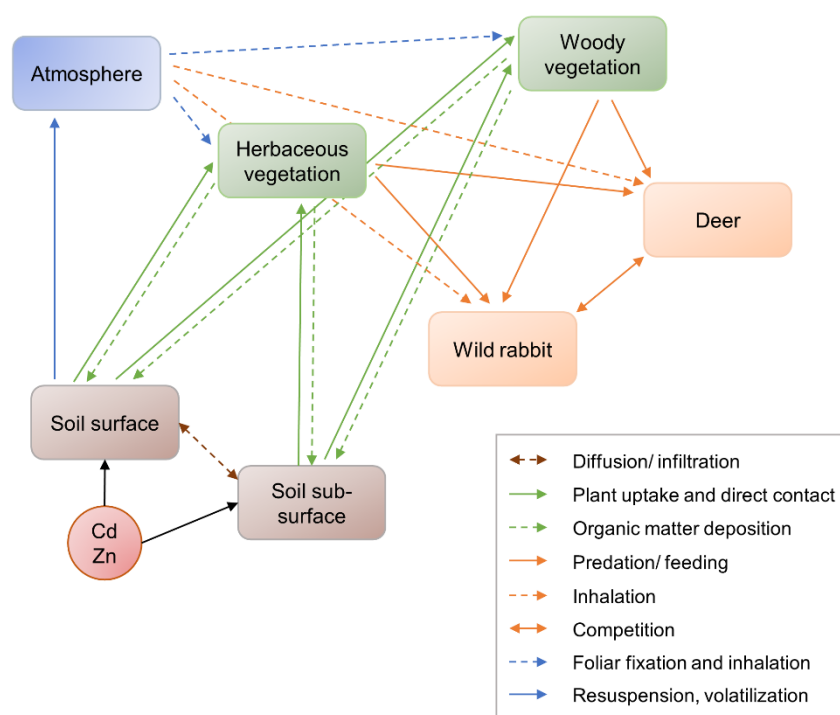 Atmosphere
Woody
vegetation
Herbaceous
vegetation
Deer
Wild rabbit
Soil surface
Soil sub-
surface
Cd
Zn
Diffusion/ infiltration
Plant uptake and direct contact
Organic matter deposition
Predation/ feeding
Inhalation
Competition
Foliar fixation and inhalation
Resuspension, volatilization